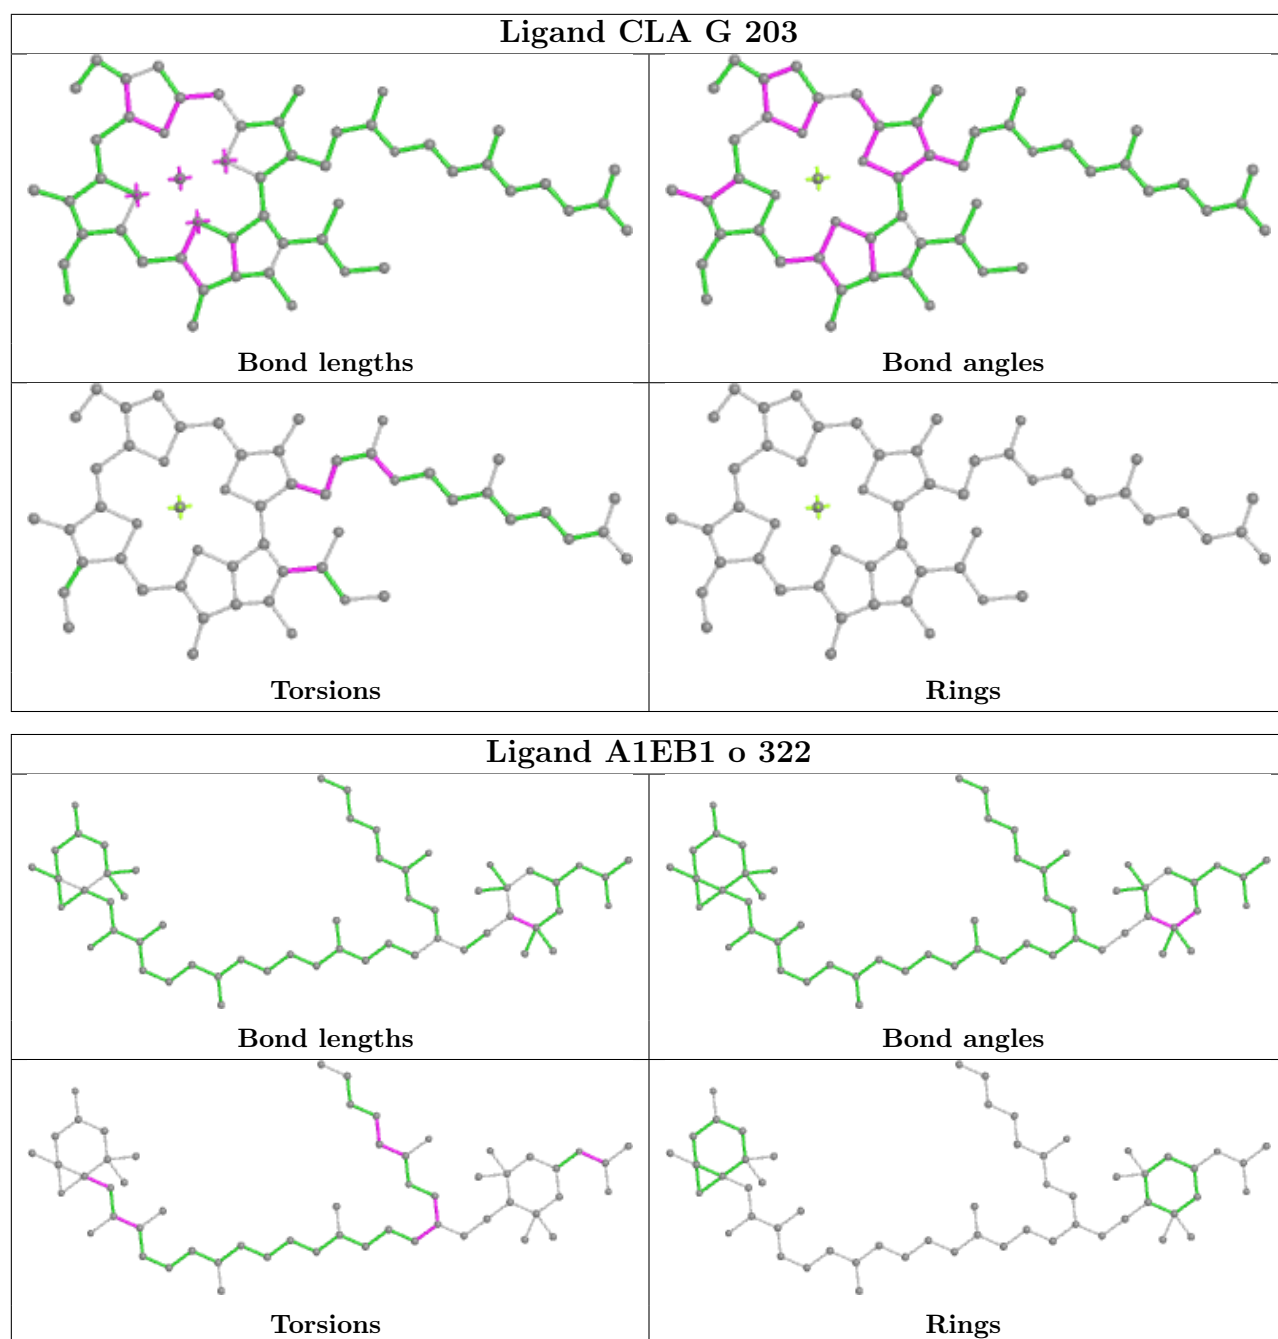 Ligand CLA G 203
Bond lengths
Bond angles
Torsions
Rings
Ligand A1EB1 o 322
Bond lengths
Bond angles
Torsions
Rings